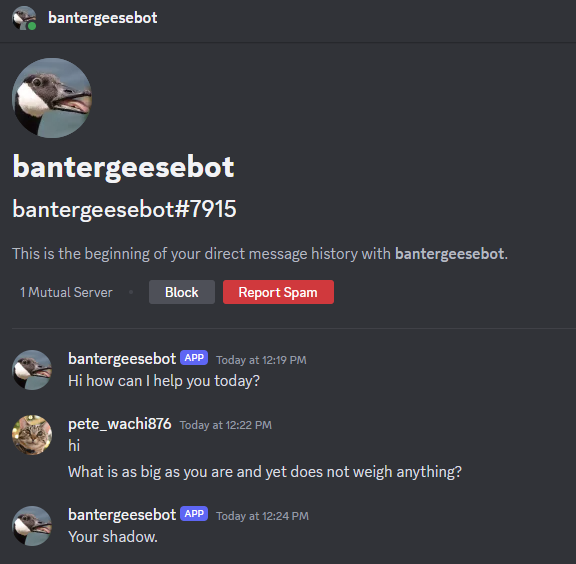 bantergeesebot
bantergeesebot
bantergeesebot#7915
This is the beginning of your direct message history with bantergeesebot.
1 Mutual Server • Block Report Spam
bantergeesebot APP Today at 12:19 PM
Hi how can I help you today?
pete_wachi876 Today at 12:22 PM
hi
What is as big as you are and yet does not weigh anything?
bantergeesebot APP Today at 12:24 PM
Your shadow.